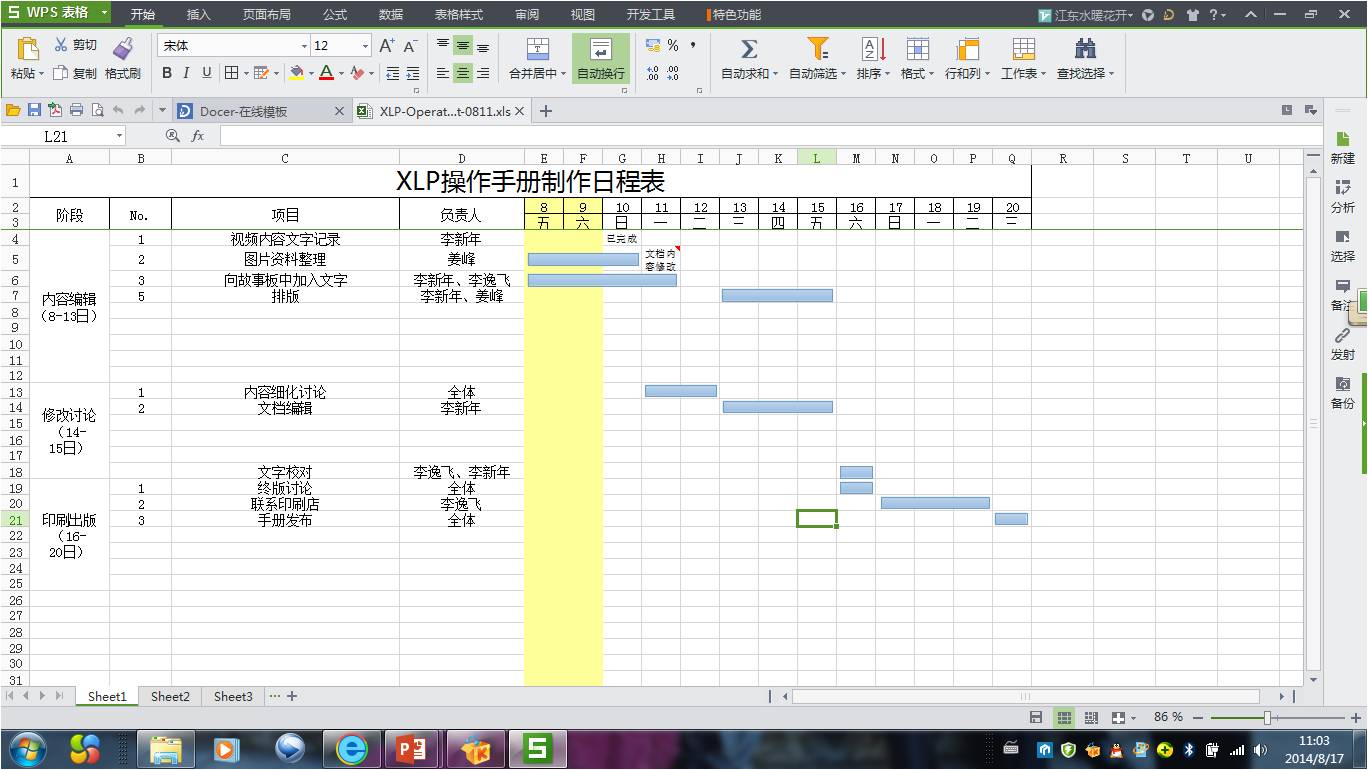 S WPS 表格 开始 插入 页面布局 公式 数据 表格样式 审阅 视图 开发工具 特色功能 江东水暖花开
粘贴 剪切 复制 格式刷 宋体 12 B I U 合并居中 自动换行 % 自动求和 自动筛选 排序 格式 行和列 工作表 查找选择
Docer-在线模板 XLP-Operat...t-0811.xls
L21 fx
新建
分析
选择
备注
发射
备份
A B C D E F G H I J K L M N O P Q R S T U
1 XLP操作手册制作日程表
2 阶段 No. 项目 负责人 8 9 10 11 12 13 14 15 16 17 18 19 20
3 五 六 日 一 二 三 四 五 六 日 一 二 三
4 1 视频内容文字记录 李新年 已完成
5 2 图片资料整理 姜峰 文档内
容修改
6 3 向故事板中加入文字 李新年、李逸飞
7 内容编辑 5 排版 李新年、姜峰
8 （8-13日）
9
10
11
12
13 1 内容细化讨论 全体
14 修改讨论 2 文档编辑 李新年
15 （14-
16 15日）
17
18 文字校对 李逸飞、李新年
19 1 终版讨论 全体
20 2 联系印刷店 李逸飞
21 印刷出版 3 手册发布 全体
22 （16-
23 20日）
24
25
26
27
28
29
30
31
Sheet1 Sheet2 Sheet3 ...
86 %
11:03
2014/8/17